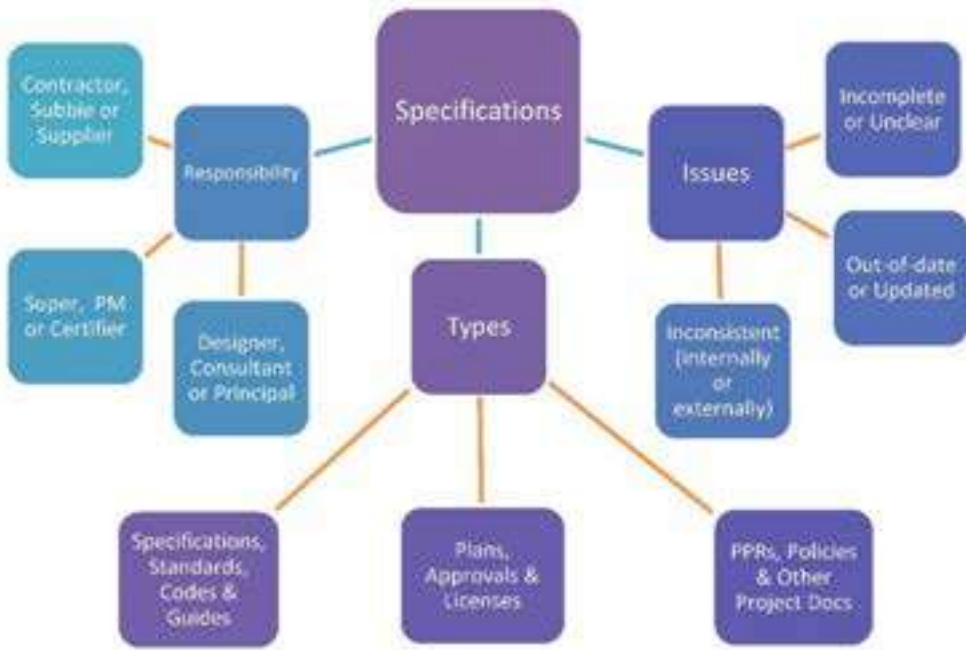 Specifications
Contractor,
Subbie or
Supplier
Responsibility
Super, PM
or Certifier
Designer,
Consultant
or Principal
Issues
Incomplete
or Unclear
Out-of-date
or Updated
Inconsistent
(internally
or
externally)
Types
Specifications,
Standards,
Codes &
Guides
Plans,
Approvals &
Licenses
PPRs, Policies
& Other
Project Docs